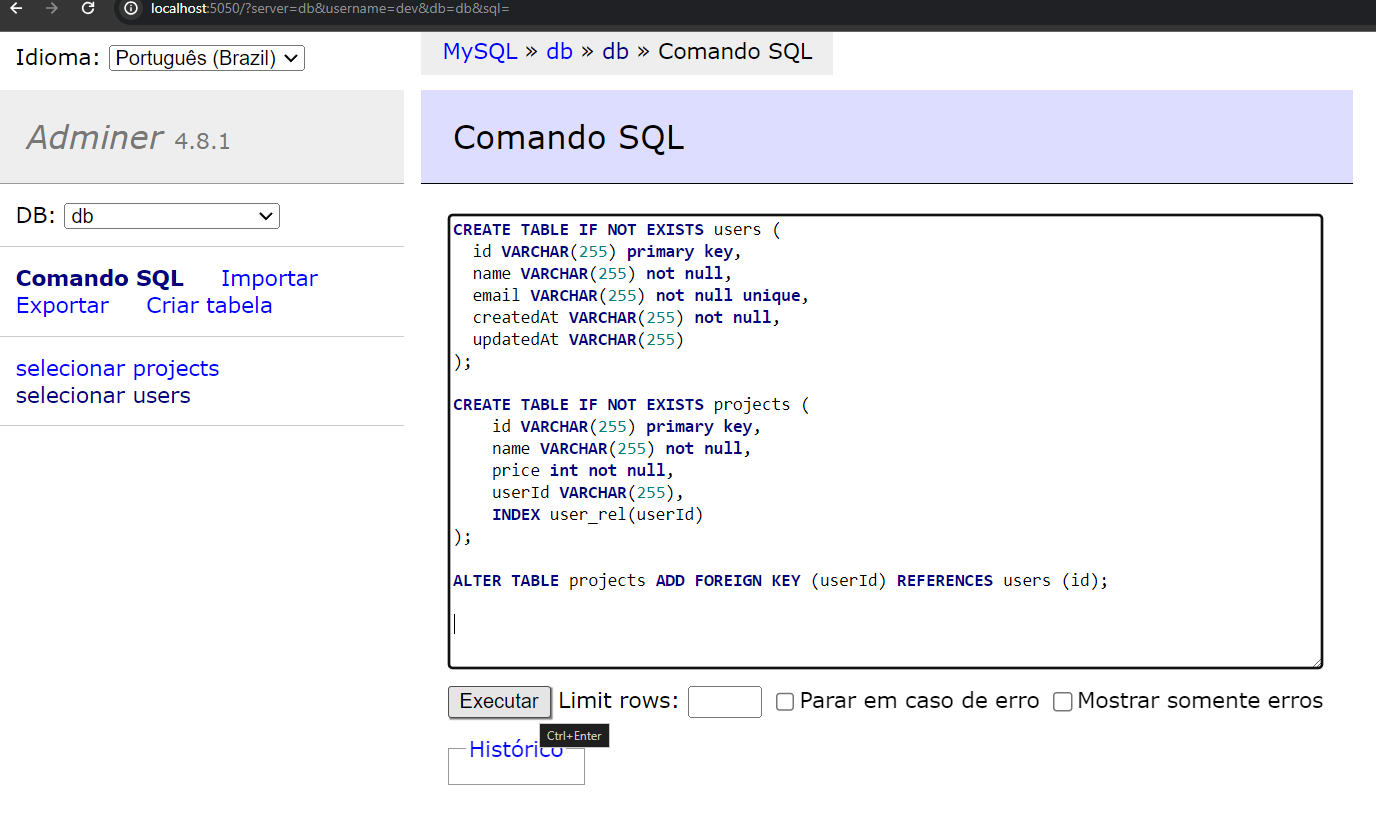 localhost:5050/?server=db&username=dev&db=db&sql=
Idioma: Português (Brazil)
MySQL » db » db » Comando SQL
Adminer 4.8.1
Comando SQL
DB: db
Comando SQL Importar
Exportar Criar tabela
selecionar projects
selecionar users
CREATE TABLE IF NOT EXISTS users (
  id VARCHAR(255) primary key,
  name VARCHAR(255) not null,
  email VARCHAR(255) not null unique,
  createdAt VARCHAR(255) not null,
  updatedAt VARCHAR(255)
);
CREATE TABLE IF NOT EXISTS projects (
    id VARCHAR(255) primary key,
    name VARCHAR(255) not null,
    price int not null,
    userId VARCHAR(255),
    INDEX user_rel(userId)
);
ALTER TABLE projects ADD FOREIGN KEY (userId) REFERENCES users (id);
Executar Limit rows: Parar em caso de erro Mostrar somente erros
Ctrl+Enter
Histórico